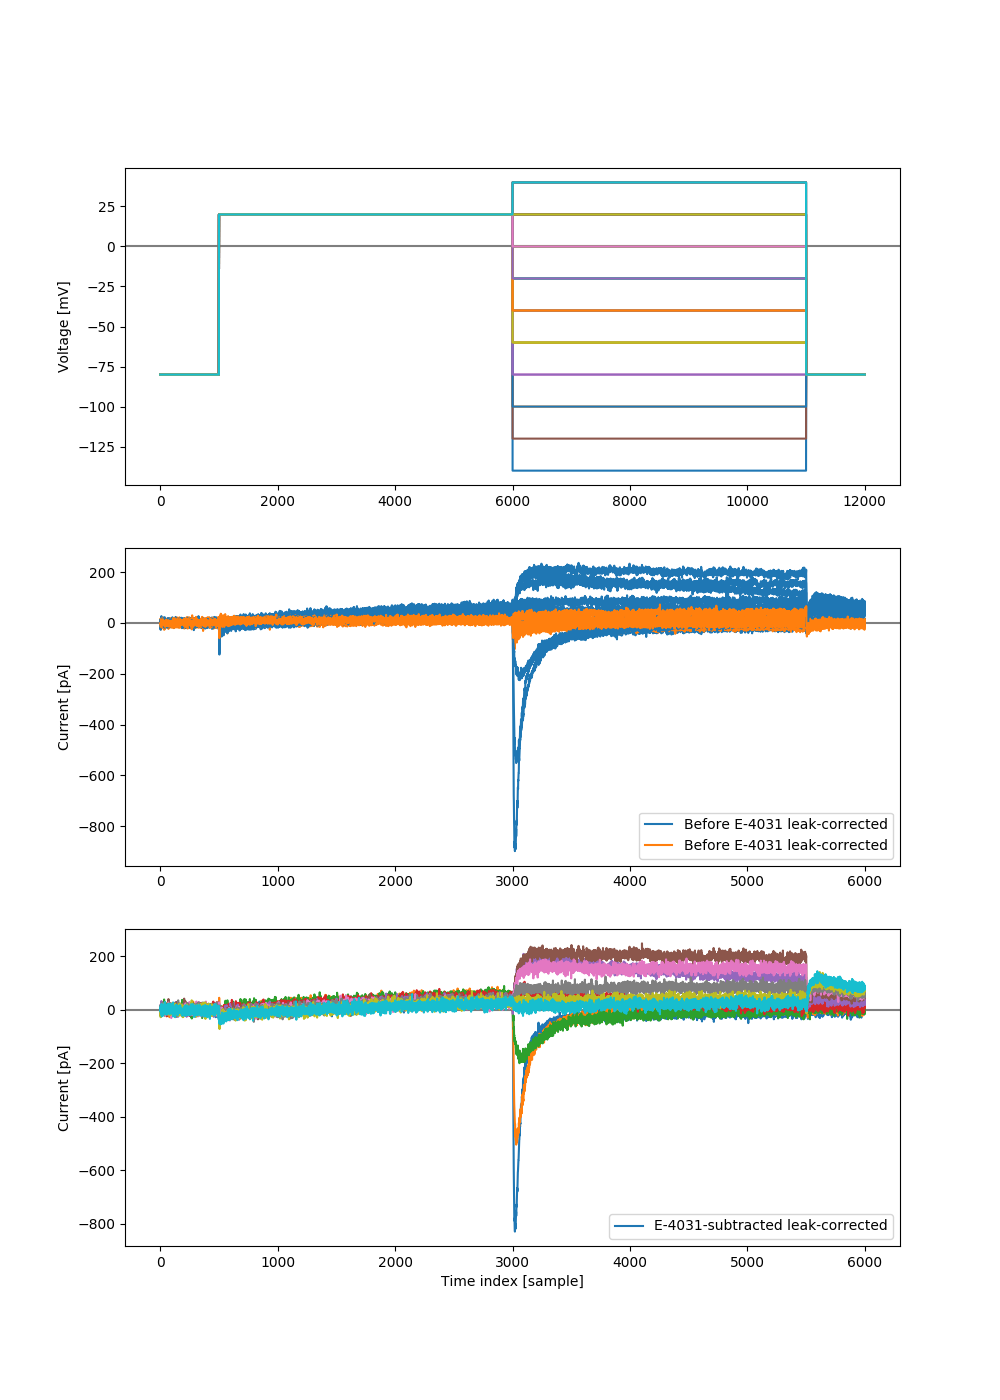 25
0
−25
−50
−75
−100
−125
Voltage [mV]
0 2000 4000 6000 8000 10000 12000
200
0
−200
−400
−600
−800
Current [pA]
Before E-4031 leak-corrected
Before E-4031 leak-corrected
0 1000 2000 3000 4000 5000 6000
200
0
−200
−400
−600
−800
Current [pA]
E-4031-subtracted leak-corrected
0 1000 2000 3000 4000 5000 6000
Time index [sample]